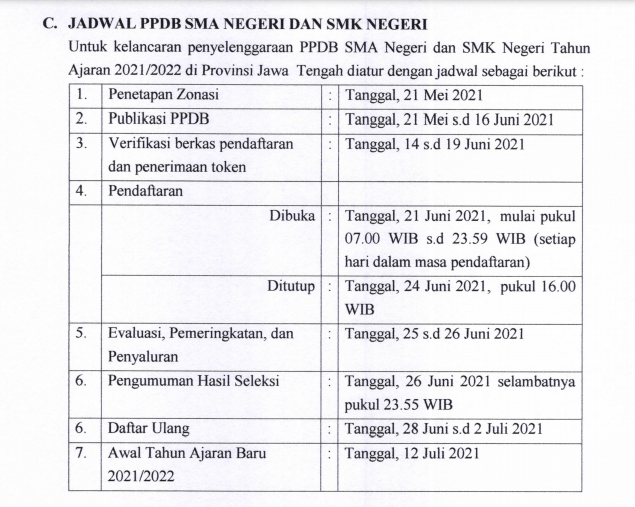 C. JADWAL PPDB SMA NEGERI DAN SMK NEGERI
Untuk kelancaran penyelenggaraan PPDB SMA Negeri dan SMK Negeri Tahun
Ajaran 2021/2022 di Provinsi Jawa Tengah diatur dengan jadwal sebagai berikut :
1. Penetapan Zonasi : Tanggal, 21 Mei 2021
2. Publikasi PPDB : Tanggal, 21 Mei s.d 16 Juni 2021
3. Verifikasi berkas pendaftaran : Tanggal, 14 s.d 19 Juni 2021
dan penerimaan token
4. Pendaftaran
Dibuka : Tanggal, 21 Juni 2021, mulai pukul
07.00 WIB s.d 23.59 WIB (setiap
hari dalam masa pendaftaran)
Ditutup : Tanggal, 24 Juni 2021, pukul 16.00
WIB
5. Evaluasi, Pemeringkatan, dan : Tanggal, 25 s.d 26 Juni 2021
Penyaluran
6. Pengumuman Hasil Seleksi : Tanggal, 26 Juni 2021 selambatnya
pukul 23.55 WIB
6. Daftar Ulang : Tanggal, 28 Juni s.d 2 Juli 2021
7. Awal Tahun Ajaran Baru : Tanggal, 12 Juli 2021
2021/2022